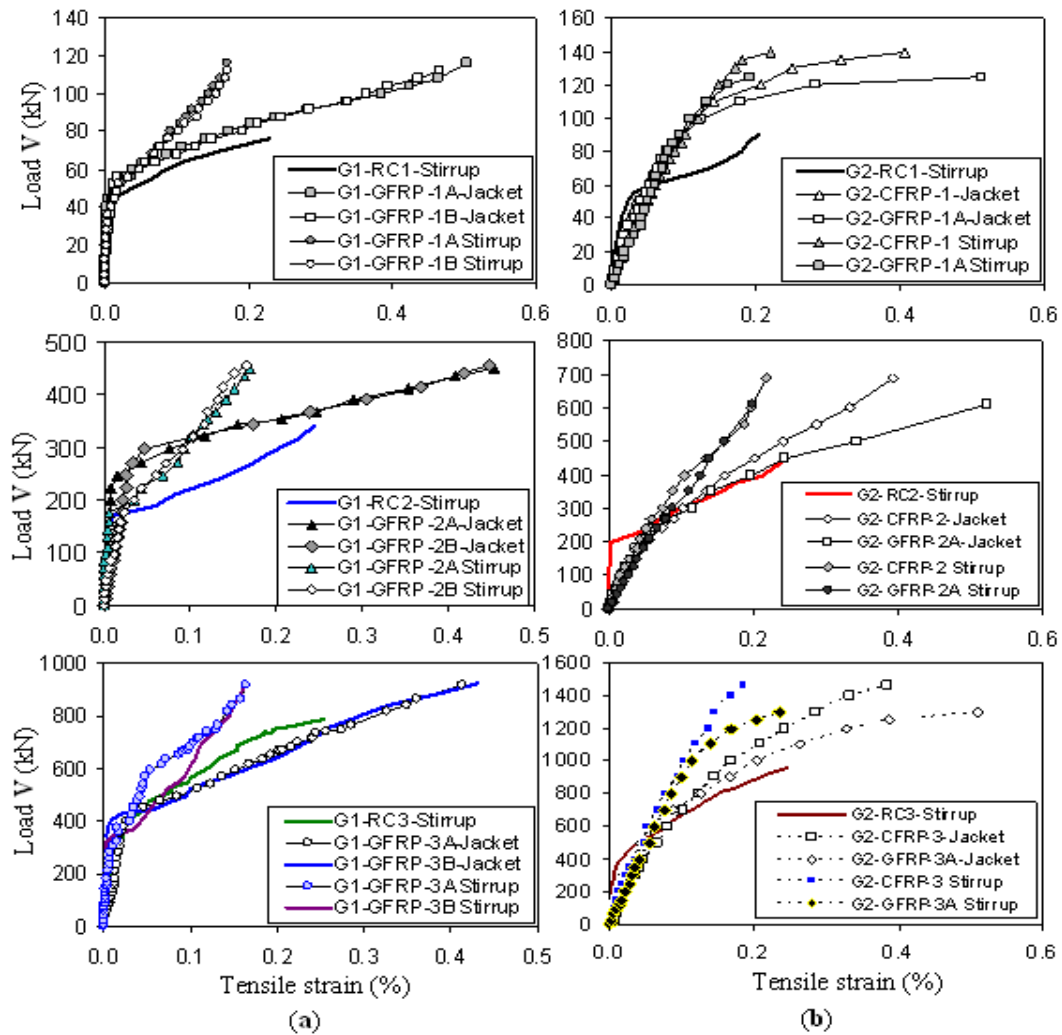 Load V (kN)
140
120
100
80
60
40
20
0
0.0
0.2
0.4
0.6
G1-RC1-Stirrup
G1-GFRP-1A-Jacket
G1-GFRP-1B-Jacket
G1-GFRP-1A Stirrup
G1-GFRP-1B Stirrup
160
140
120
100
80
60
40
20
0
0.0
0.2
0.4
0.6
G2-RC1-Stirrup
G2-CFRP-1-Jacket
G2-GFRP-1A-Jacket
G2-CFRP-1 Stirrup
G2-GFRP-1A Stirrup
Load V (kN)
500
400
300
200
100
0
0.0
0.1
0.2
0.3
0.4
0.5
G1-RC2-Stirrup
G1-GFRP-2A-Jacket
G1-GFRP-2B-Jacket
G1-GFRP-2A Stirrup
G1-GFRP-2B Stirrup
800
700
600
500
400
300
200
100
0
0.0
0.2
0.4
0.6
G2-RC2-Stirrup
G2-CFRP-2-Jacket
G2-GFRP-2A-Jacket
G2-CFRP-2 Stirrup
G2-GFRP-2A Stirrup
Load V (kN)
1000
800
600
400
200
0
0.0
0.1
0.2
0.3
0.4
0.5
G1-RC3-Stirrup
G1-GFRP-3A-Jacket
G1-GFRP-3B-Jacket
G1-GFRP-3A Stirrup
G1-GFRP-3B Stirrup
Tensile strain (%)
(a)
1600
1400
1200
1000
800
600
400
200
0
0.0
0.2
0.4
0.6
G2-RC3-Stirrup
G2-CFRP-3-Jacket
G2-GFRP-3A-Jacket
G2-CFRP-3 Stirrup
G2-GFRP-3A Stirrup
Tensile strain (%)
(b)